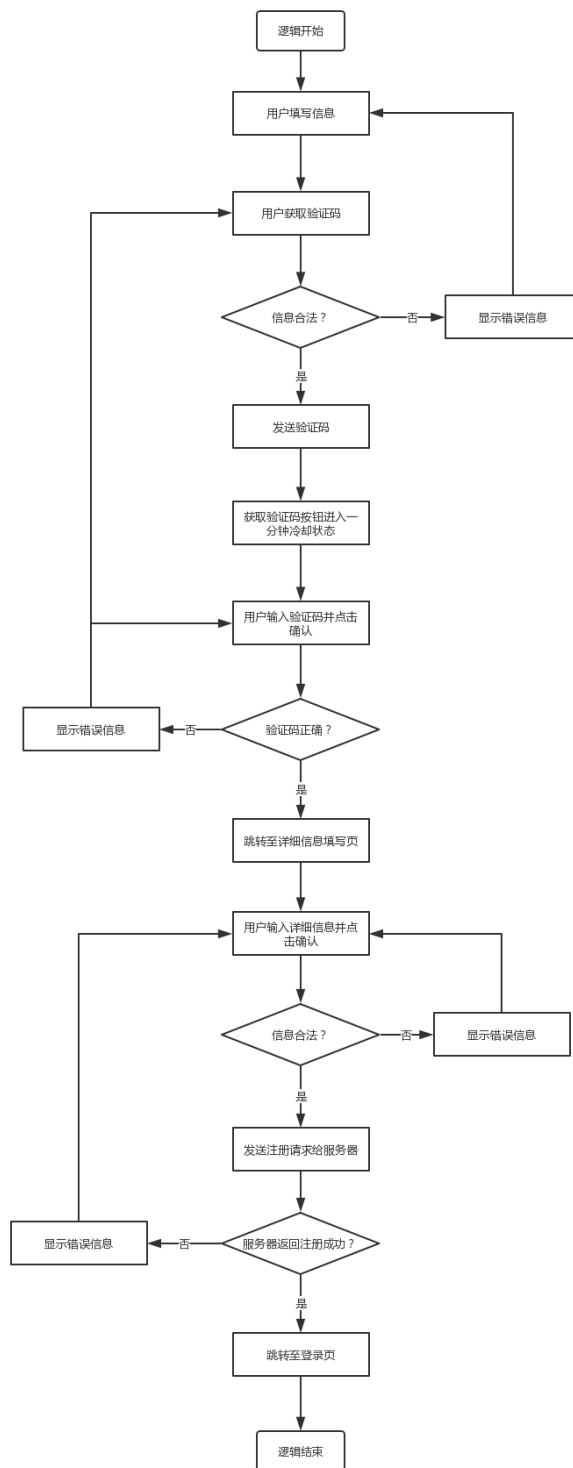 逻辑开始
用户填写信息
用户获取验证码
信息合法？
否
显示错误信息
是
发送验证码
获取验证码按钮进入一
分钟冷却状态
用户输入验证码并点击
确认
显示错误信息
否
验证码正确？
是
跳转至详细信息填写页
用户输入详细信息并点
击确认
信息合法？
否
显示错误信息
是
发送注册请求给服务器
显示错误信息
否
服务器返回注册成功？
是
跳转至登录页
逻辑结束